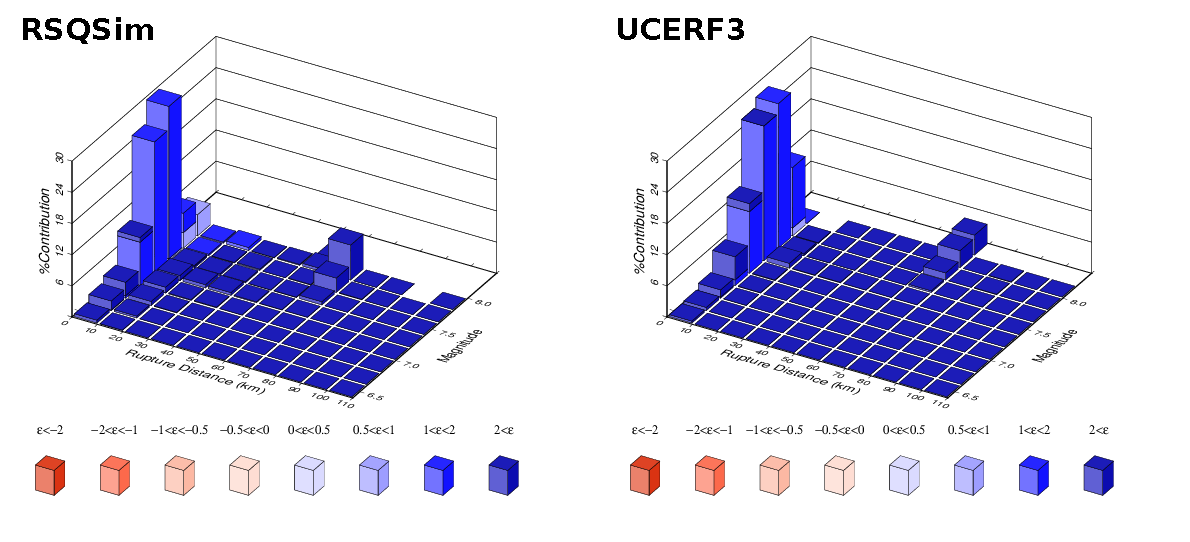 RSQSim
UCERF3
%Contribution
30
24
18
12
6
0
10
20
30
40
50
60
70
80
90
100
110
Rupture Distance (km)
6.5
7.0
7.5
8.0
Magnitude
ε<−2
−2<ε<−1
−1<ε<−0.5
−0.5<ε<0
0<ε<0.5
0.5<ε<1
1<ε<2
2<ε
%Contribution
30
24
18
12
6
0
10
20
30
40
50
60
70
80
90
100
110
Rupture Distance (km)
6.5
7.0
7.5
8.0
Magnitude
ε<−2
−2<ε<−1
−1<ε<−0.5
−0.5<ε<0
0<ε<0.5
0.5<ε<1
1<ε<2
2<ε